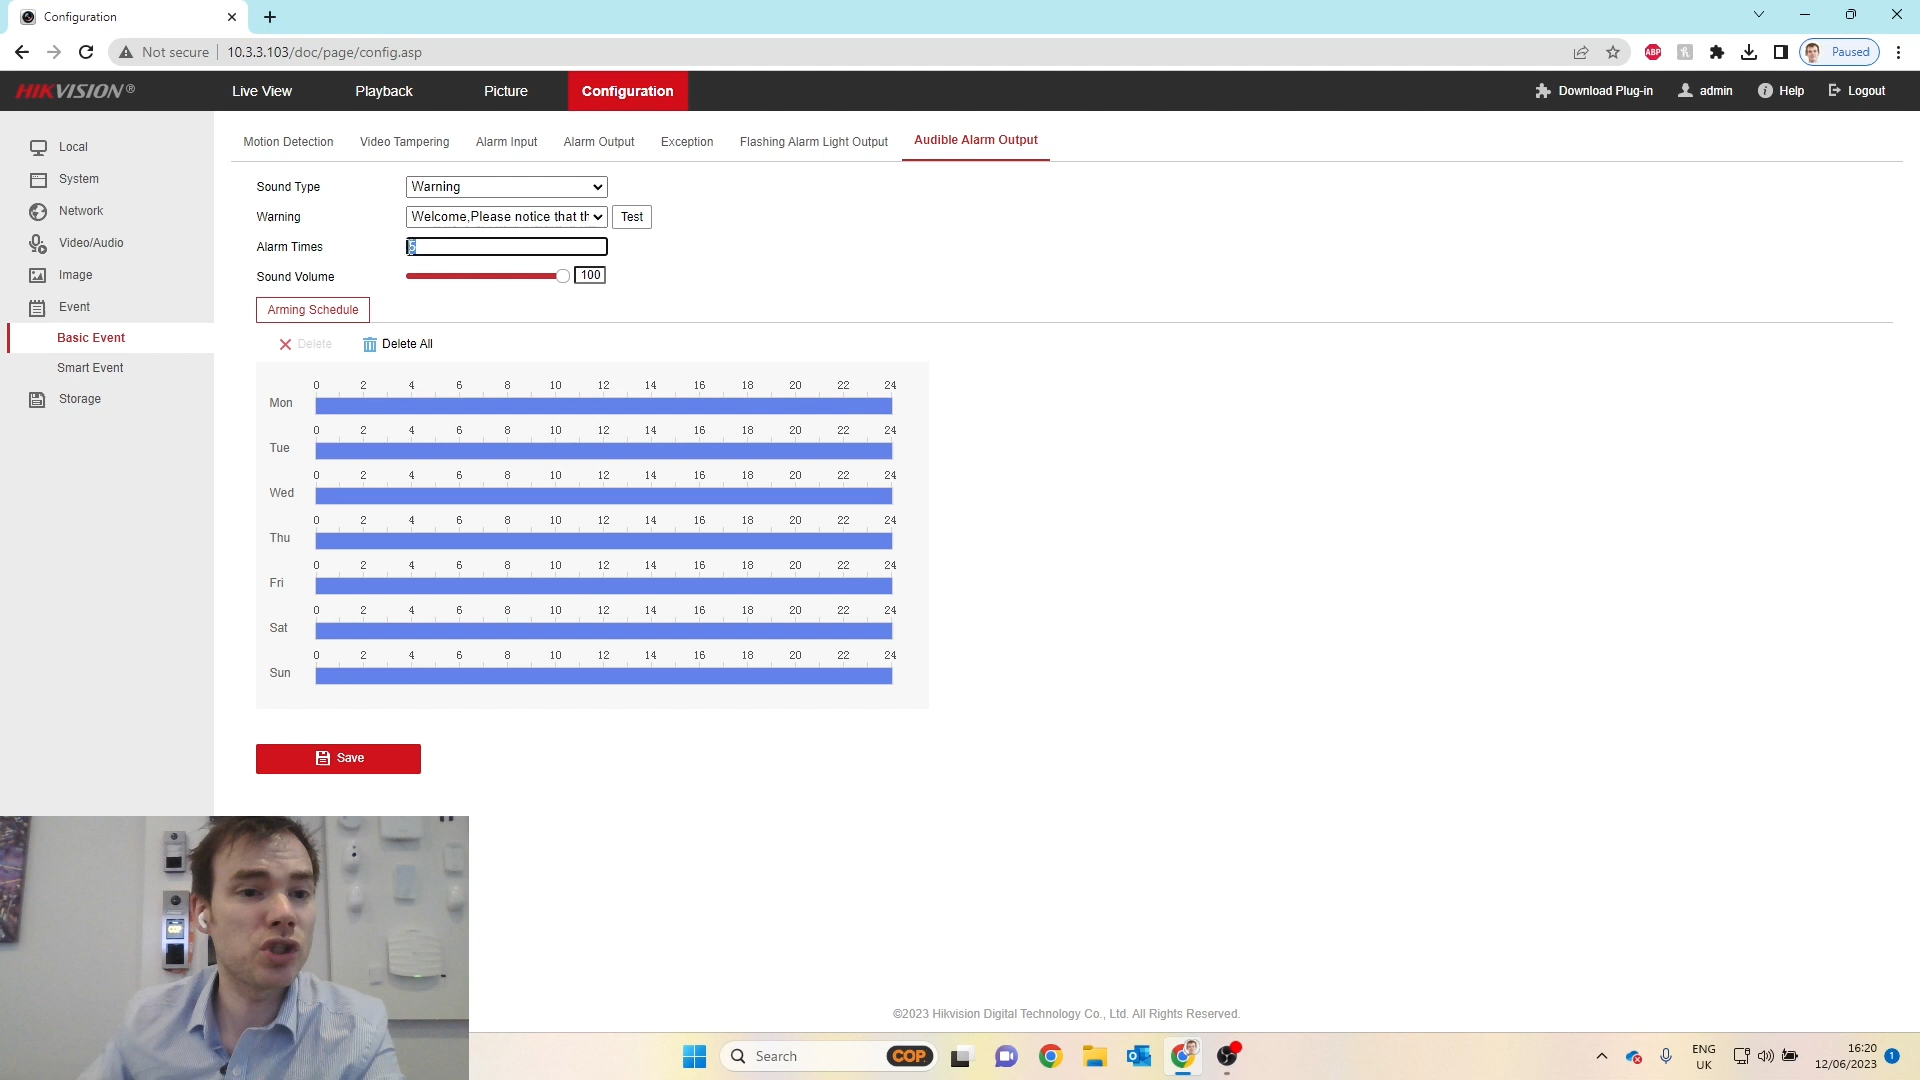 Configuration
Not secure 10.3.3.103/doc/page/config.asp
ABP
Paused
HIKVISION®
Live View Playback Picture Configuration
Download Plug-in admin Help Logout
Local
System
Network
Video/Audio
Image
Event
Basic Event
Smart Event
Storage
Motion Detection Video Tampering Alarm Input Alarm Output Exception Flashing Alarm Light Output Audible Alarm Output
Sound Type Warning
Warning Welcome,Please notice that th Test
Alarm Times 5
Sound Volume 100
Arming Schedule
Delete Delete All
0 2 4 6 8 10 12 14 16 18 20 22 24
Mon
0 2 4 6 8 10 12 14 16 18 20 22 24
Tue
0 2 4 6 8 10 12 14 16 18 20 22 24
Wed
0 2 4 6 8 10 12 14 16 18 20 22 24
Thu
0 2 4 6 8 10 12 14 16 18 20 22 24
Fri
0 2 4 6 8 10 12 14 16 18 20 22 24
Sat
0 2 4 6 8 10 12 14 16 18 20 22 24
Sun
Save
COP
©2023 Hikvision Digital Technology Co., Ltd. All Rights Reserved.
Search COP
ENG
UK
16:20
12/06/2023
1